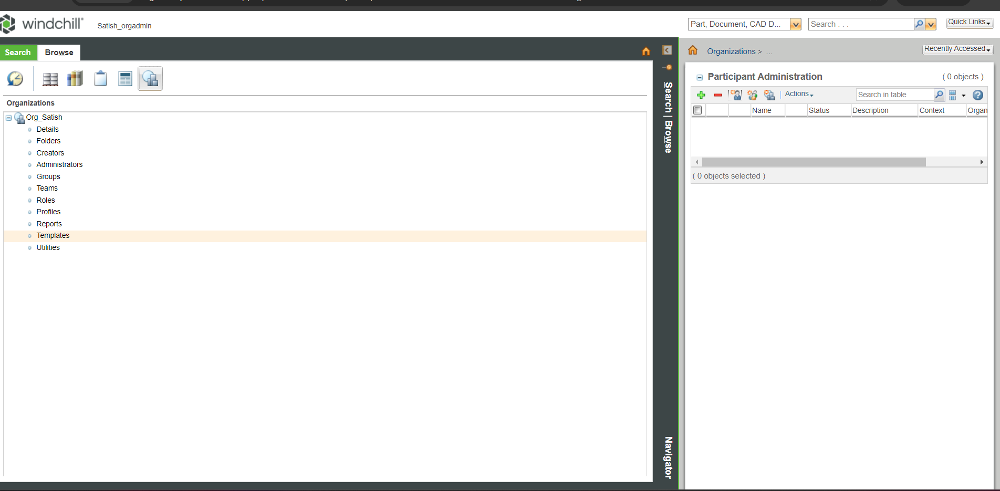 windchill®
Satish_orgadmin
Part, Document, CAD D...
Search . . .
Quick Links
Search
Browse
Organizations
Org_Satish
Details
Folders
Creators
Administrators
Groups
Teams
Roles
Profiles
Reports
Templates
Utilities
Search | Browse
Navigator
Organizations > ...
Recently Accessed
Participant Administration
( 0 objects )
Actions
Search in table
Name Status Description Context Organ
( 0 objects selected )